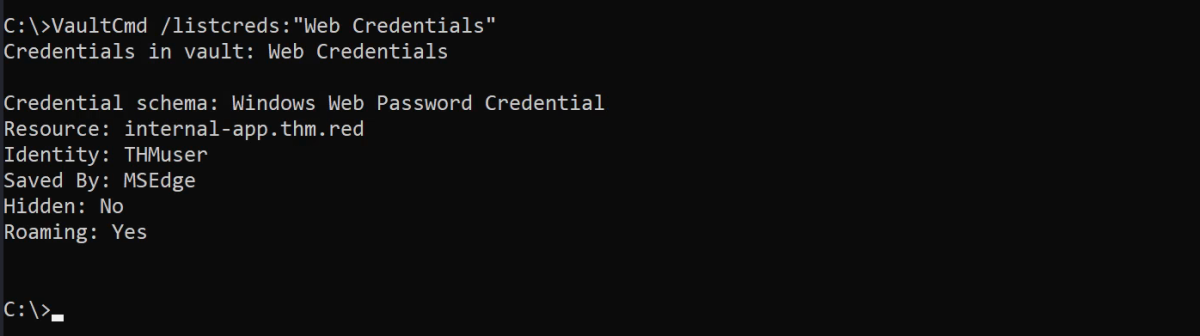 C:\>VaultCmd /listcreds:"Web Credentials"
Credentials in vault: Web Credentials
Credential schema: Windows Web Password Credential
Resource: internal-app.thm.red
Identity: THMuser
Saved By: MSEdge
Hidden: No
Roaming: Yes
C:\>